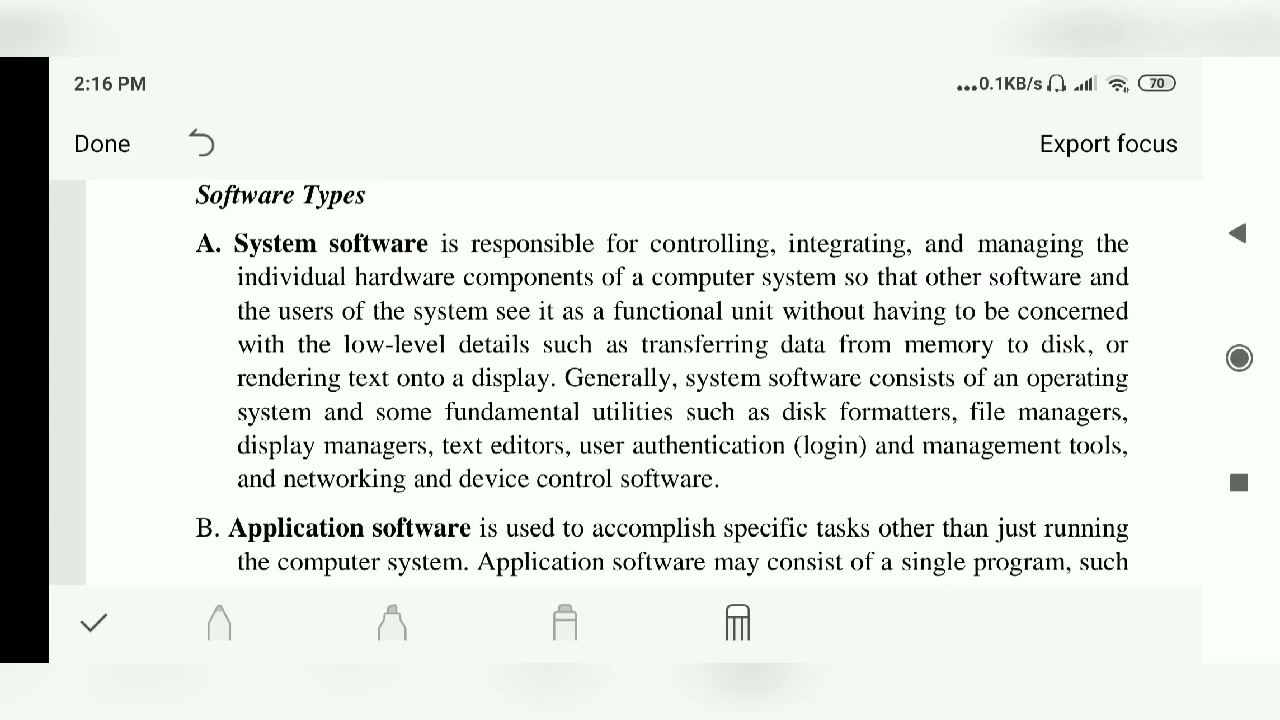 2:16 PM
...0.1KB/s
70
Done
Export focus
Software Types
A. System software is responsible for controlling, integrating, and managing the
individual hardware components of a computer system so that other software and
the users of the system see it as a functional unit without having to be concerned
with the low-level details such as transferring data from memory to disk, or
rendering text onto a display. Generally, system software consists of an operating
system and some fundamental utilities such as disk formatters, file managers,
display managers, text editors, user authentication (login) and management tools,
and networking and device control software.
B. Application software is used to accomplish specific tasks other than just running
the computer system. Application software may consist of a single program, such